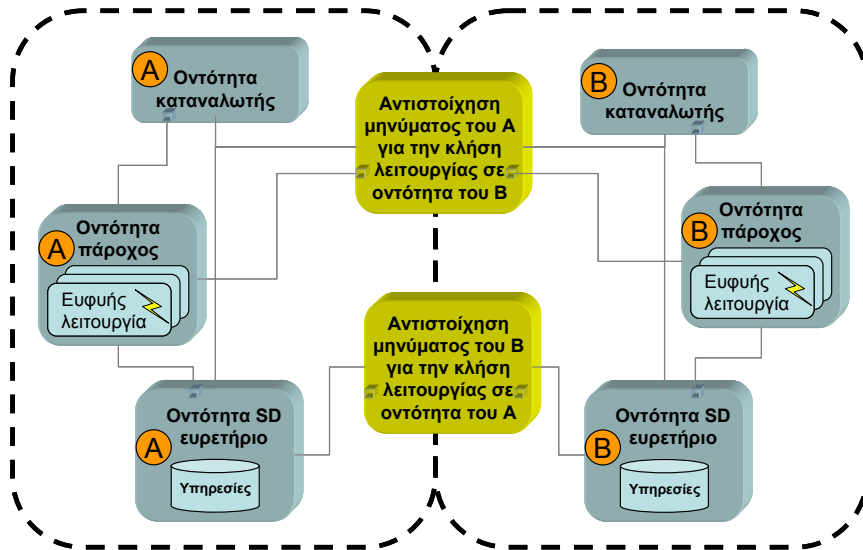 A
Οντότητα
καταναλωτής
Αντιστοίχηση
μηνύματος του Α
για την κλήση
λειτουργίας σε
οντότητα του Β
B
Οντότητα
καταναλωτής
Οντότητα
πάροχος
A
Ευφυής
λειτουργία
Οντότητα
πάροχος
B
Ευφυής
λειτουργία
Αντιστοίχηση
μηνύματος του Β
για την κλήση
λειτουργίας σε
οντότητα του Α
Οντότητα SD
ευρετήριο
A
Υπηρεσίες
Οντότητα SD
ευρετήριο
B
Υπηρεσίες